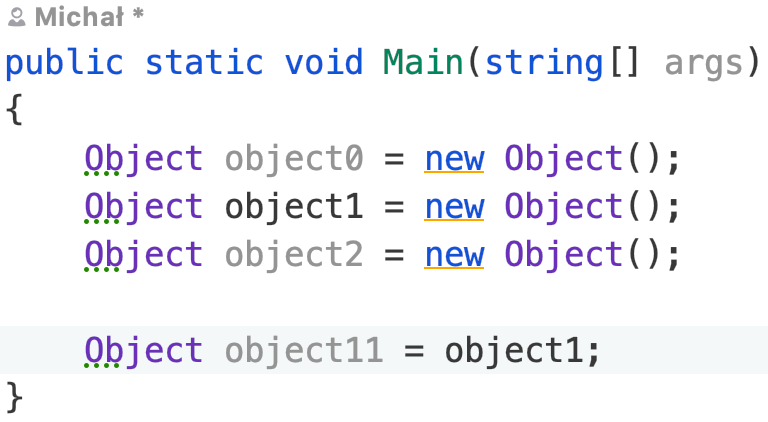 Michał *
public static void Main(string[] args)
{
Object object0 = new Object();
Object object1 = new Object();
Object object2 = new Object();
Object object11 = object1;
}